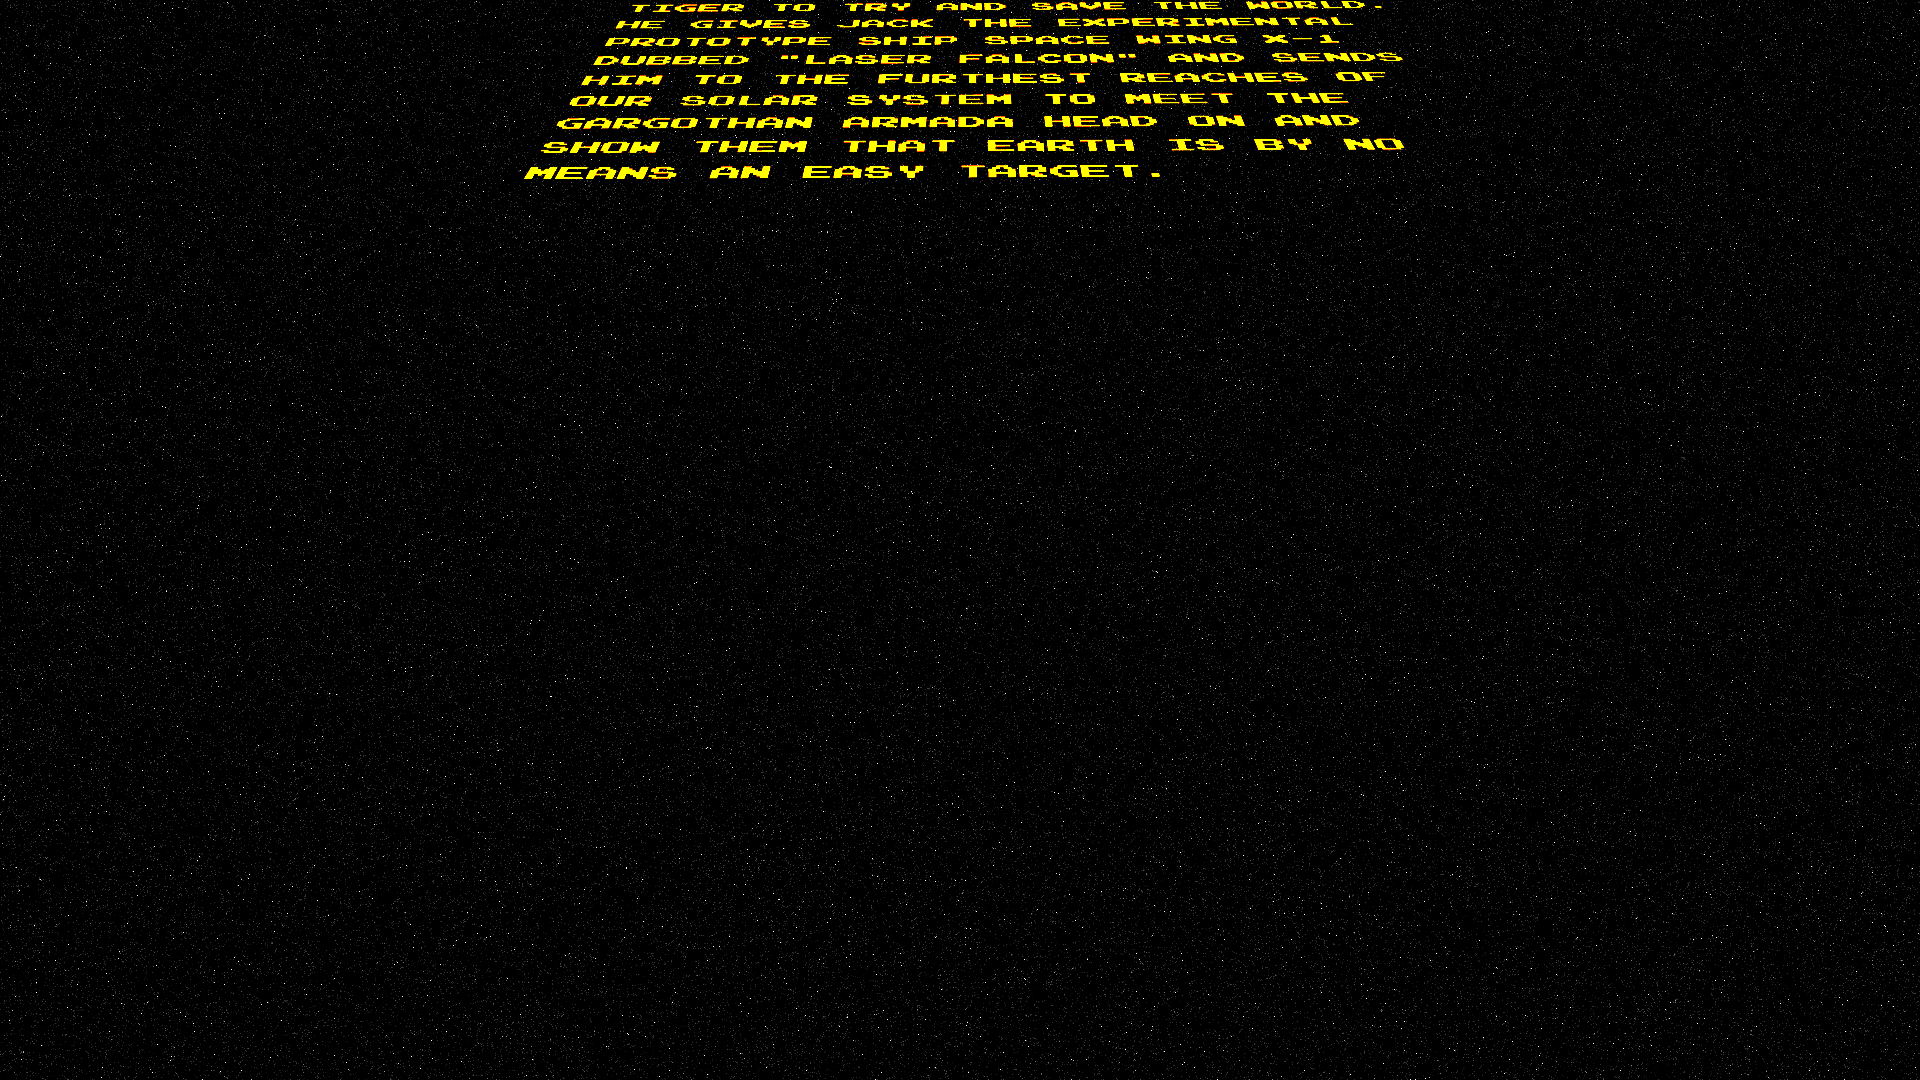 TIGER TO TRY AND SAVE THE WORLD.
HE GIVES JACK THE EXPERIMENTAL
PROTOTYPE SHIP SPACE WING X-1
DUBBED "LASER FALCON" AND SENDS
HIM TO THE FURTHEST REACHES OF
OUR SOLAR SYSTEM TO MEET THE
GARGOTHAN ARMADA HEAD ON AND
SHOW THEM THAT EARTH IS BY NO
MEANS AN EASY TARGET.